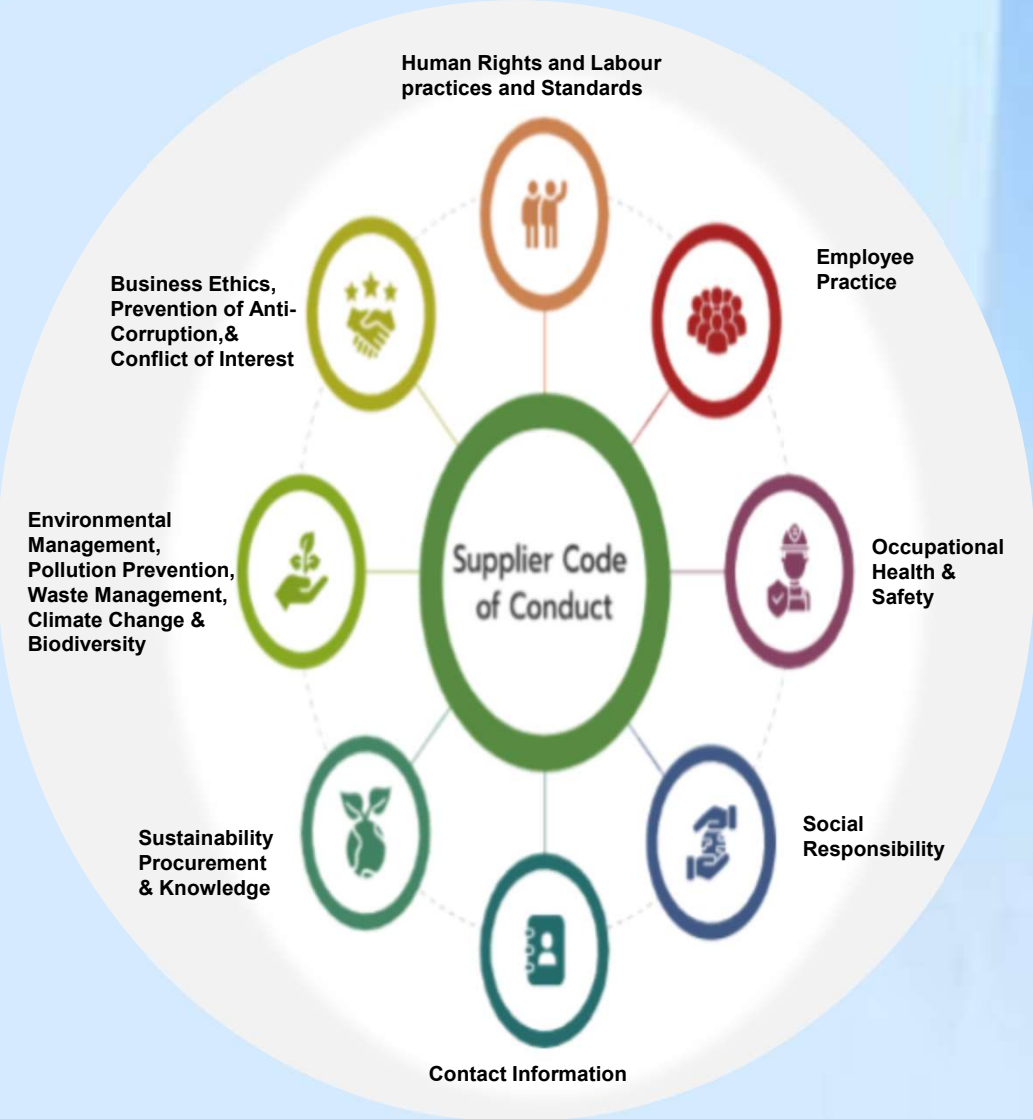 Human Rights and Labour
practices and Standards
Employee
Practice
Business Ethics,
Prevention of Anti-
Corruption,&
Conflict of Interest
Supplier Code
of Conduct
Occupational
Health &
Safety
Environmental
Management,
Pollution Prevention,
Waste Management,
Climate Change &
Biodiversity
Social
Responsibility
Sustainability
Procurement
& Knowledge
Contact Information